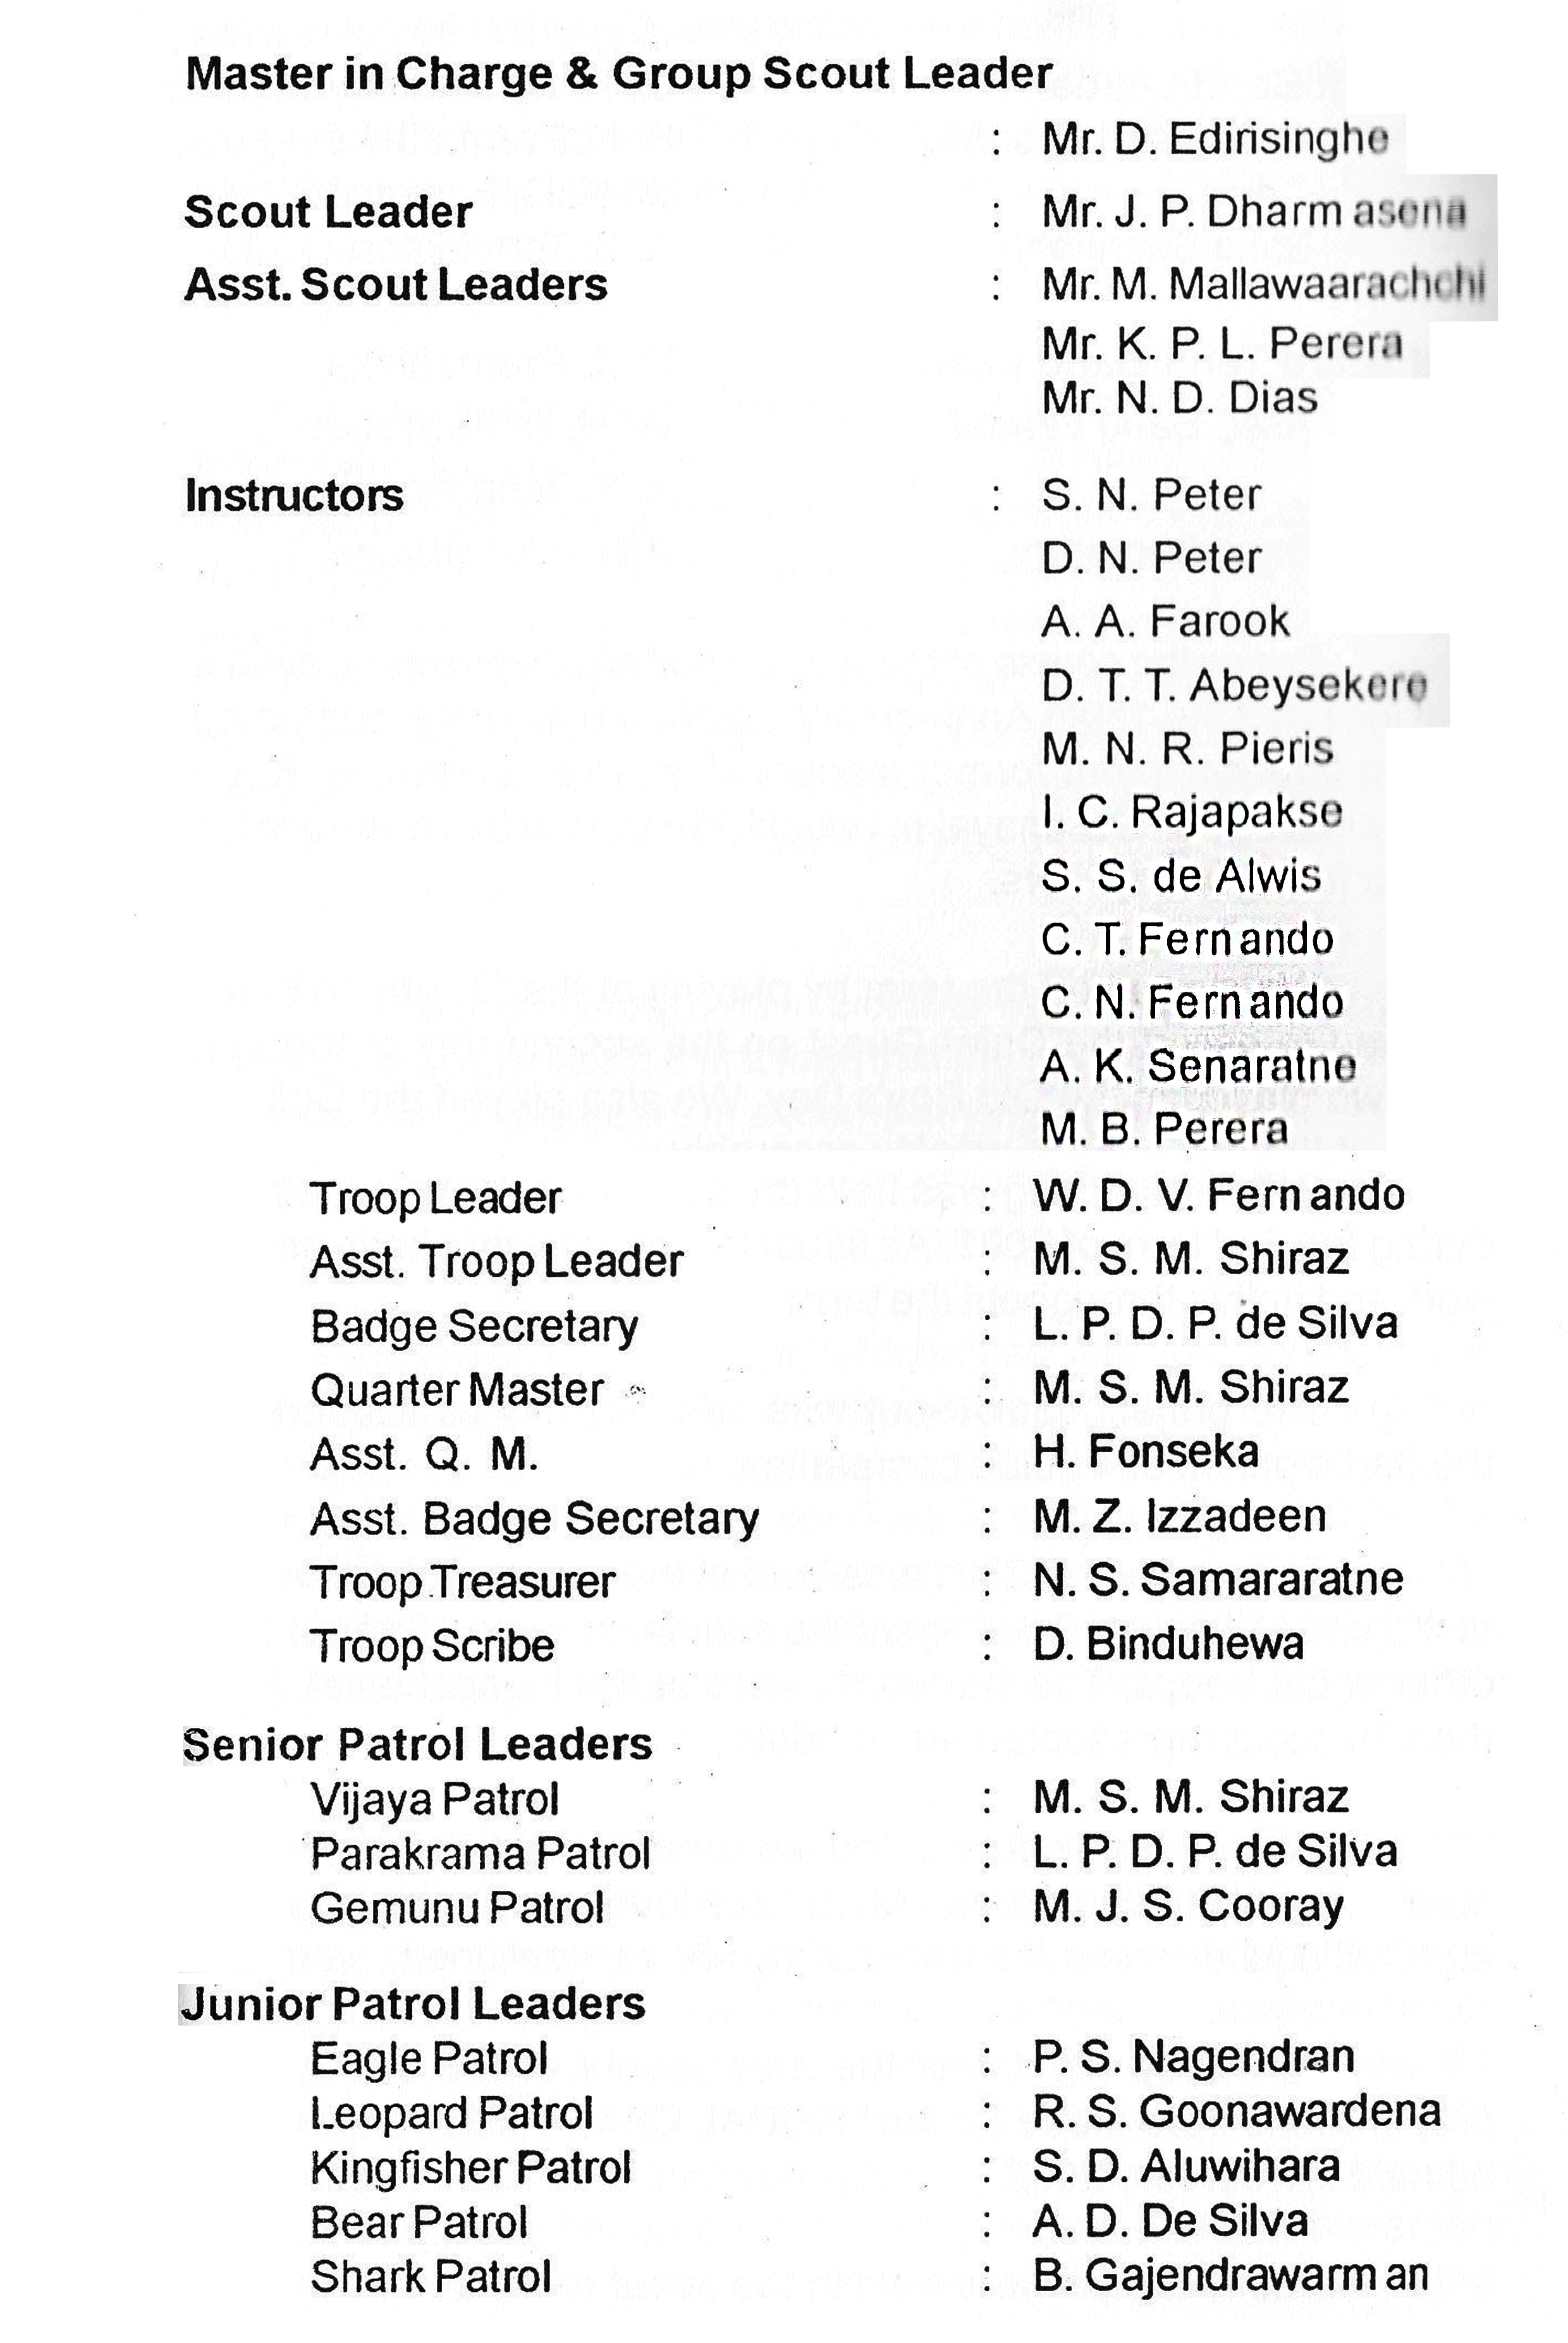 Master in Charge & Group Scout Leader
: Mr. D. Edirisinghe
Scout Leader : Mr. J. P. Dharmasena
Asst. Scout Leaders : Mr. M. Mallawaarachchi
Mr. K. P. L. Perera
Mr. N. D. Dias
Instructors : S. N. Peter
D. N. Peter
A. A. Farook
D. T. T. Abeysekere
M. N. R. Pieris
I. C. Rajapakse
S. S. de Alwis
C. T. Fernando
C. N. Fernando
A. K. Senaratne
M. B. Perera
Troop Leader : W. D. V. Fernando
Asst. Troop Leader : M. S. M. Shiraz
Badge Secretary : L. P. D. P. de Silva
Quarter Master : M. S. M. Shiraz
Asst. Q. M. : H. Fonseka
Asst. Badge Secretary : M. Z. Izzadeen
Troop Treasurer : N. S. Samararatne
Troop Scribe : D. Binduhewa
Senior Patrol Leaders
Vijaya Patrol : M. S. M. Shiraz
Parakrama Patrol : L. P. D. P. de Silva
Gemunu Patrol : M. J. S. Cooray
Junior Patrol Leaders
Eagle Patrol : P. S. Nagendran
Leopard Patrol : R. S. Goonawardena
Kingfisher Patrol : S. D. Aluwihara
Bear Patrol : A. D. De Silva
Shark Patrol : B. Gajendrawarman